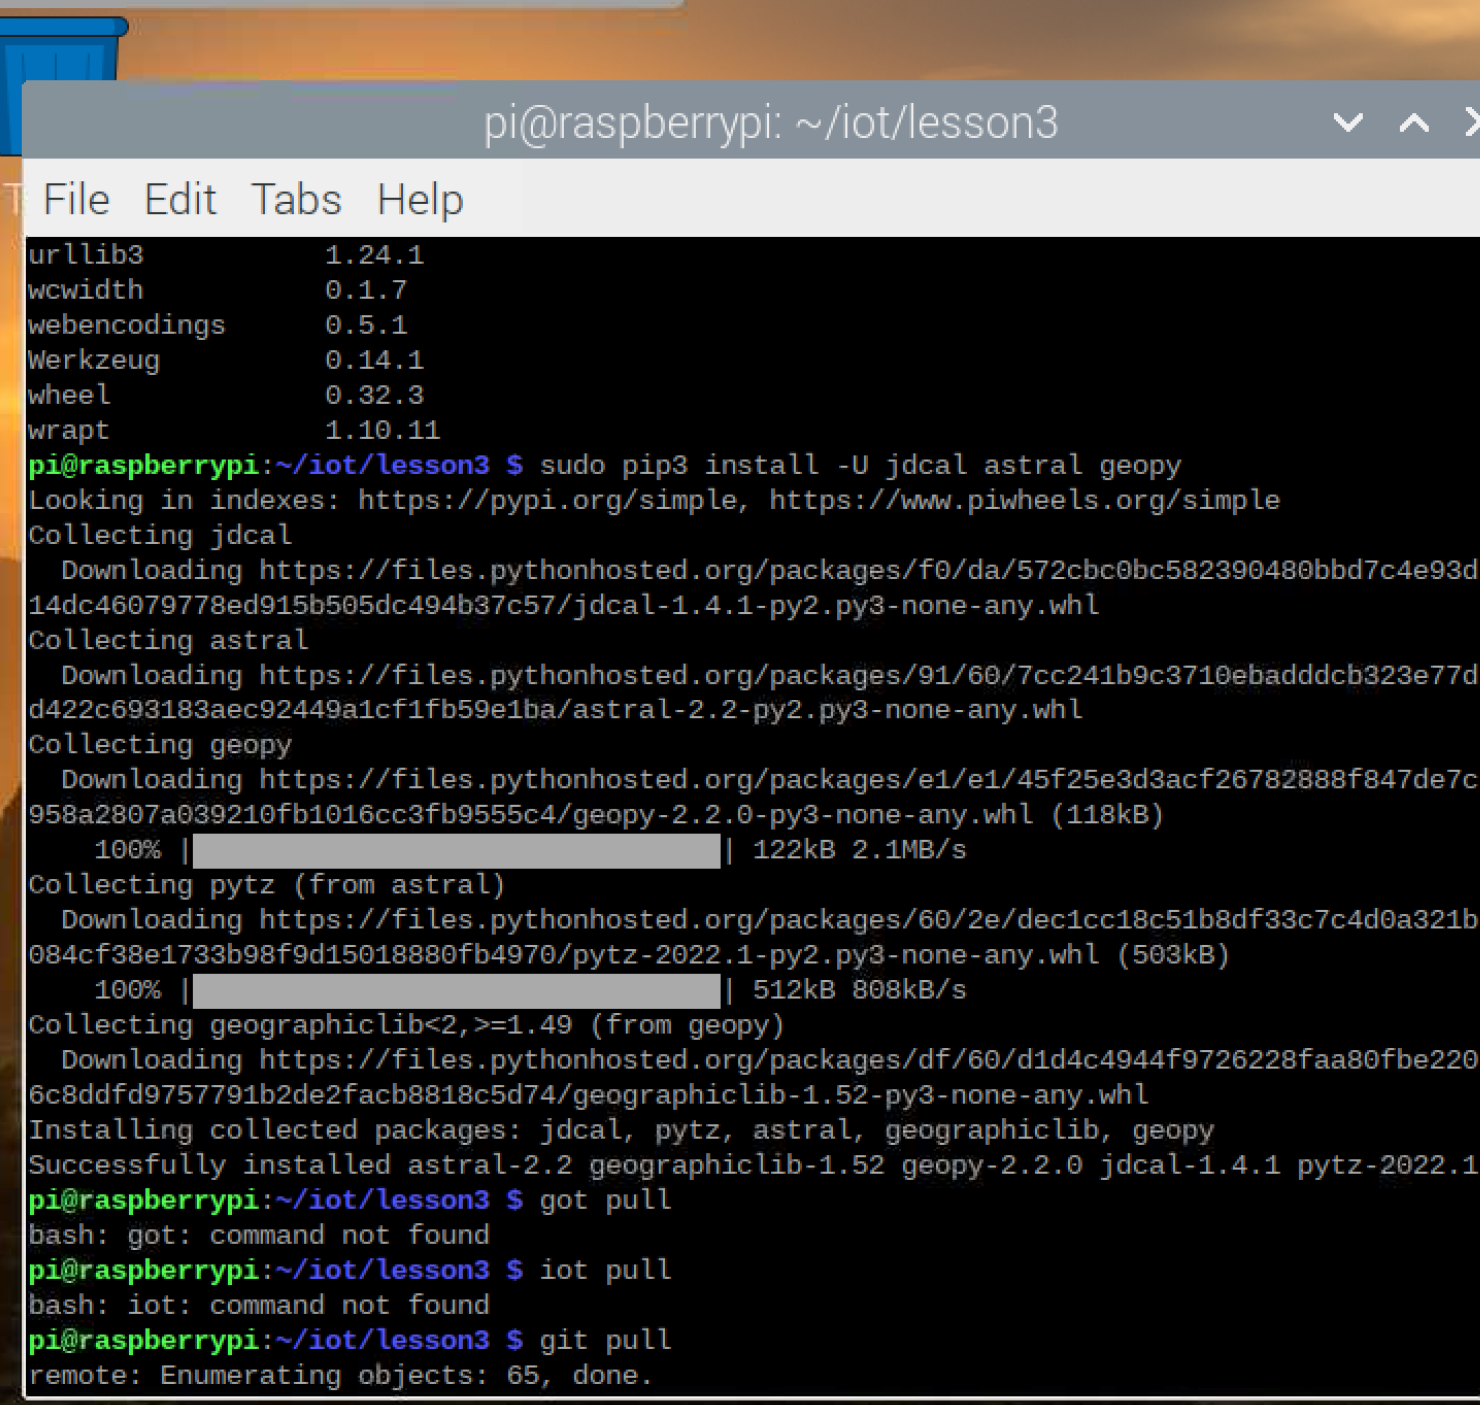 pi@raspberrypi: ~/iot/lesson3
File Edit Tabs Help
urllib3 1.24.1
wcwidth 0.1.7
webencodings 0.5.1
Werkzeug 0.14.1
wheel 0.32.3
wrapt 1.10.11
pi@raspberrypi:~/iot/lesson3 $ sudo pip3 install -U jdcal astral geopy
Looking in indexes: https://pypi.org/simple, https://www.piwheels.org/simple
Collecting jdcal
Downloading https://files.pythonhosted.org/packages/f0/da/572cbc0bc582390480bbd7c4e93d
14dc46079778ed915b505dc494b37c57/jdcal-1.4.1-py2.py3-none-any.whl
Collecting astral
Downloading https://files.pythonhosted.org/packages/91/60/7cc241b9c3710ebadddcb323e77d
d422c693183aec92449a1cf1fb59e1ba/astral-2.2-py2.py3-none-any.whl
Collecting geopy
Downloading https://files.pythonhosted.org/packages/e1/e1/45f25e3d3acf26782888f847de7c
958a2807a039210fb1016cc3fb9555c4/geopy-2.2.0-py3-none-any.whl (118kB)
100% | | 122kB 2.1MB/s
Collecting pytz (from astral)
Downloading https://files.pythonhosted.org/packages/60/2e/dec1cc18c51b8df33c7c4d0a321b
084cf38e1733b98f9d15018880fb4970/pytz-2022.1-py2.py3-none-any.whl (503kB)
100% | | 512kB 808kB/s
Collecting geographiclib<2,>=1.49 (from geopy)
Downloading https://files.pythonhosted.org/packages/df/60/d1d4c4944f9726228faa80fbe220
6c8ddfd9757791b2de2facb8818c5d74/geographiclib-1.52-py3-none-any.whl
Installing collected packages: jdcal, pytz, astral, geographiclib, geopy
Successfully installed astral-2.2 geographiclib-1.52 geopy-2.2.0 jdcal-1.4.1 pytz-2022.1
pi@raspberrypi:~/iot/lesson3 $ got pull
bash: got: command not found
pi@raspberrypi:~/iot/lesson3 $ iot pull
bash: iot: command not found
pi@raspberrypi:~/iot/lesson3 $ git pull
remote: Enumerating objects: 65, done.